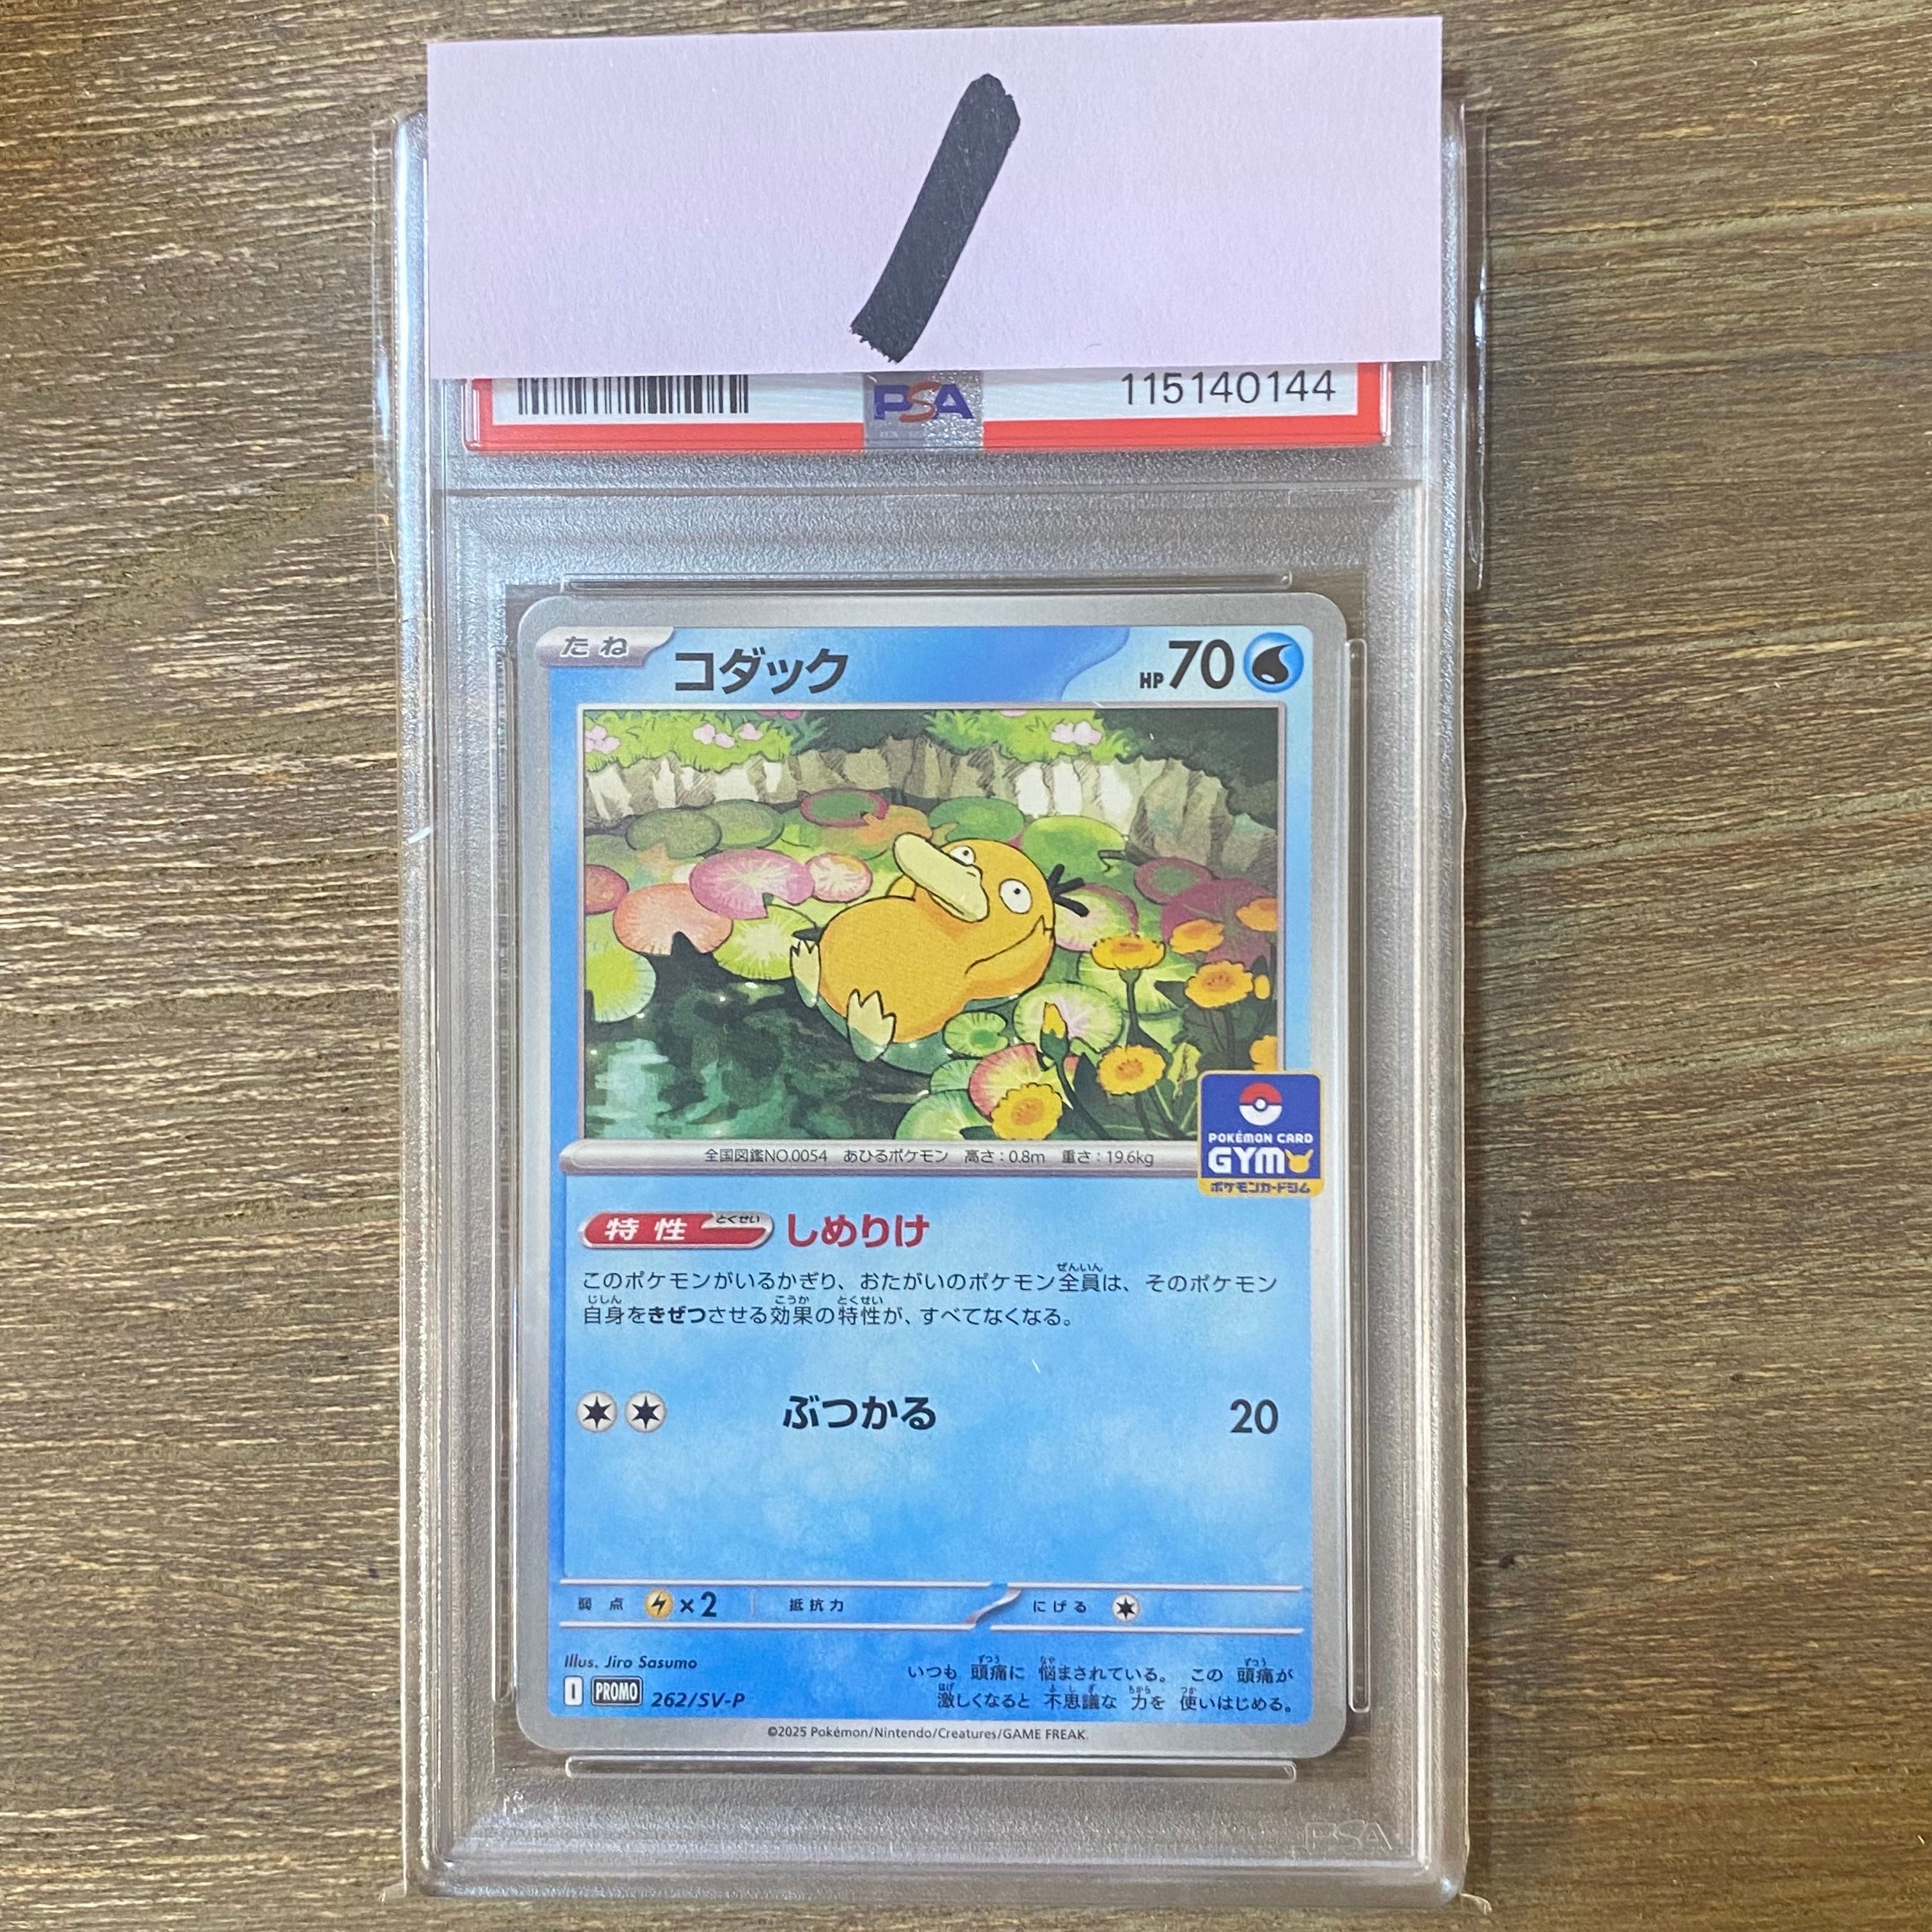 PSA
115140144
たね
コダック
HP70
全国図鑑NO.0054 あひるポケモン 高さ:0.8m 重さ:19.6kg
POKÉMON CARD
GYM
ポケモンカードジム
特性 とくせい しめりけ
このポケモンがいるかぎり、おたがいのポケモン全員は、そのポケモン
自身をきぜつさせる効果の特性が、すべてなくなる。
ぶつかる 20
弱点 ×2 抵抗力 にげる
Illus. Jiro Sasumo
I PROMO 262/SV-P
いつも 頭痛に 悩まされている。 この 頭痛が
激しくなると 不思議な 力を 使いはじめる。
©2025 Pokémon/Nintendo/Creatures/GAME FREAK.
PSA